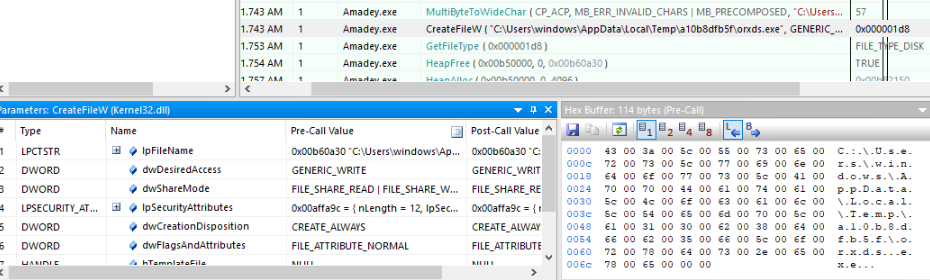 1.743 AM 1 Amadey.exe MultiByteToWideChar ( CP_ACP, MB_ERR_INVALID_CHARS | MB_PRECOMPOSED, "C:\Users... 57
1.743 AM 1 Amadey.exe CreateFileW ( "C:\Users\windows\AppData\Local\Temp\a10b8dfb5f\orxds.exe", GENERIC_... 0x000001d8
1.753 AM 1 Amadey.exe GetFileType ( 0x000001d8 ) FILE_TYPE_DISK
1.754 AM 1 Amadey.exe HeapFree ( 0x00b50000, 0, 0x00b60a30 ) TRUE
1.757 AM 1 Amadey.exe HeapAlloc ( 0x00b50000, 0, 4096 )
Parameters: CreateFileW (Kernel32.dll)
# Type Name Pre-Call Value Post-Call Value
1 LPCTSTR lpFileName 0x00b60a30 "C:\Users\windows\Ap... 0x00b60a30 "C
2 DWORD dwDesiredAccess GENERIC_WRITE GENERIC_WRIT
3 DWORD dwShareMode FILE_SHARE_READ | FILE_SHARE_W... FILE_SHARE_RE
4 LPSECURITY_AT... lpSecurityAttributes 0x00affa9c = { nLength = 12, lpSec... 0x00affa9c = {
5 DWORD dwCreationDisposition CREATE_ALWAYS CREATE_ALWA
6 DWORD dwFlagsAndAttributes FILE_ATTRIBUTE_NORMAL FILE_ATTRIBUT
7 HANDLE hTemplateFile NULL NULL
Hex Buffer: 114 bytes (Pre-Call)
1 2 4 8 L B
0000 43 00 3a 00 5c 00 55 00 73 00 65 00 C.:.\.U.s.e.
000c 72 00 73 00 5c 00 77 00 69 00 6e 00 r.s.\.w.i.n.
0018 64 00 6f 00 77 00 73 00 5c 00 41 00 d.o.w.s.\.A.
0024 70 00 70 00 44 00 61 00 74 00 61 00 p.p.D.a.t.a.
0030 5c 00 4c 00 6f 00 63 00 61 00 6c 00 \.L.o.c.a.l.
003c 5c 00 54 00 65 00 6d 00 70 00 5c 00 \.T.e.m.p.\.
0048 61 00 31 00 30 00 62 00 38 00 64 00 a.1.0.b.8.d.
0054 66 00 62 00 35 00 66 00 5c 00 6f 00 f.b.5.f.\.o.
0060 72 00 78 00 64 00 73 00 2e 00 65 00 r.x.d.s...e.
006c 78 00 65 00 00 00 x.e...